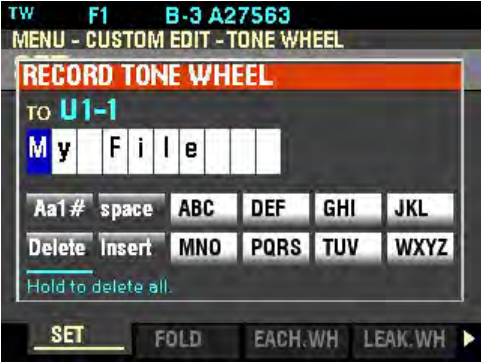 TW F1 B-3 A27563
MENU - CUSTOM EDIT - TONE WHEEL
RECORD TONE WHEEL
TO U1-1
My File
Aa1# space ABC DEF GHI JKL
Delete Insert MNO PQRS TUV WXYZ
Hold to delete all.
SET FOLD EACH.WH LEAK.WH